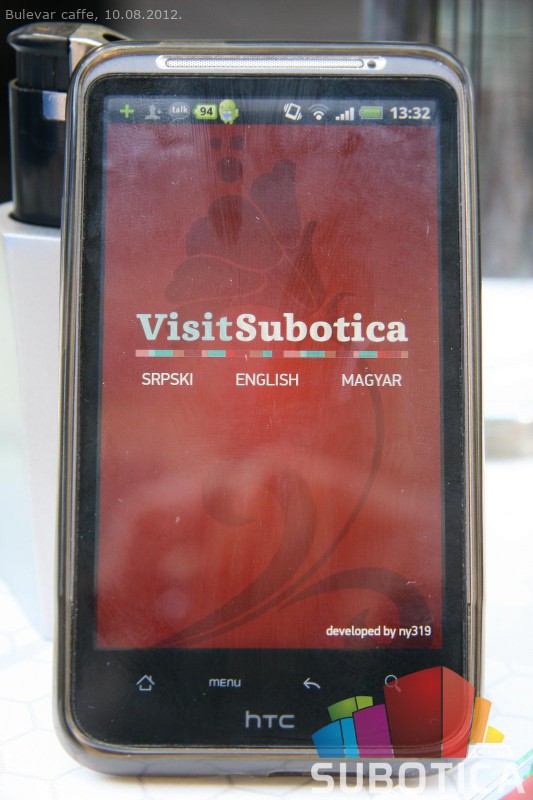 Bulevar caffe, 10.08.2012.
talk 94 13:32
VisitSubotica
SRPSKI ENGLISH MAGYAR
developed by ny319
menu
hTC
SUBOTICA